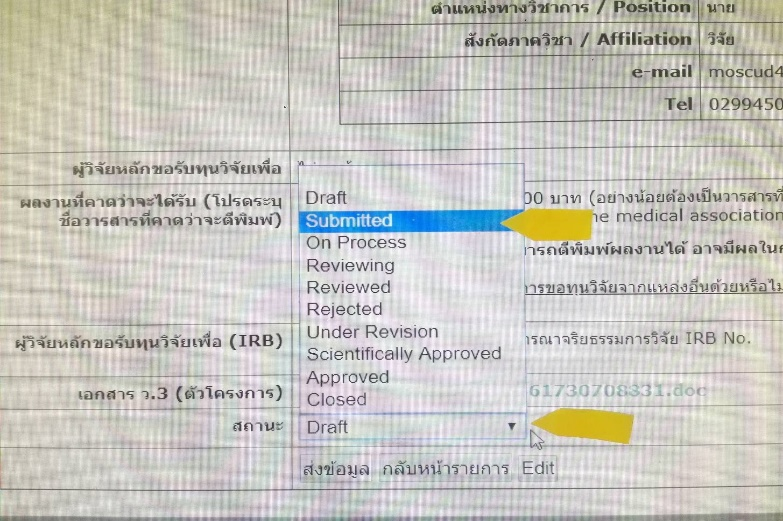 ตำแหน่งทางวิชาการ / Position นาย
สังกัดภาควิชา / Affiliation วิจัย
e-mail moscud4
Tel 0299450
ผู้วิจัยหลักขอรับทุนวิจัยเพื่อ
ผลงานที่คาดว่าจะได้รับ (โปรดระบุ 00 บาท (อย่างน้อยต้องเป็นวารสารที่
ชื่อวารสารที่คาดว่าจะตีพิมพ์) he medical association
ารถตีพิมพ์ผลงานได้ อาจมีผลใน
ารขอทุนวิจัยจากแหล่งอื่นด้วยหรือไม
Draft
Submitted
On Process
Reviewing
Reviewed
Rejected
Under Revision
Scientifically Approved
Approved
Closed
ผู้วิจัยหลักขอรับทุนวิจัยเพื่อ (IRB) ารณาจริยธรรมการวิจัย IRB No.
เอกสาร ว.3 (ตัวโครงการ) 61730708331.doc
สถานะ Draft
ส่งข้อมูล กลับหน้ารายการ Edit